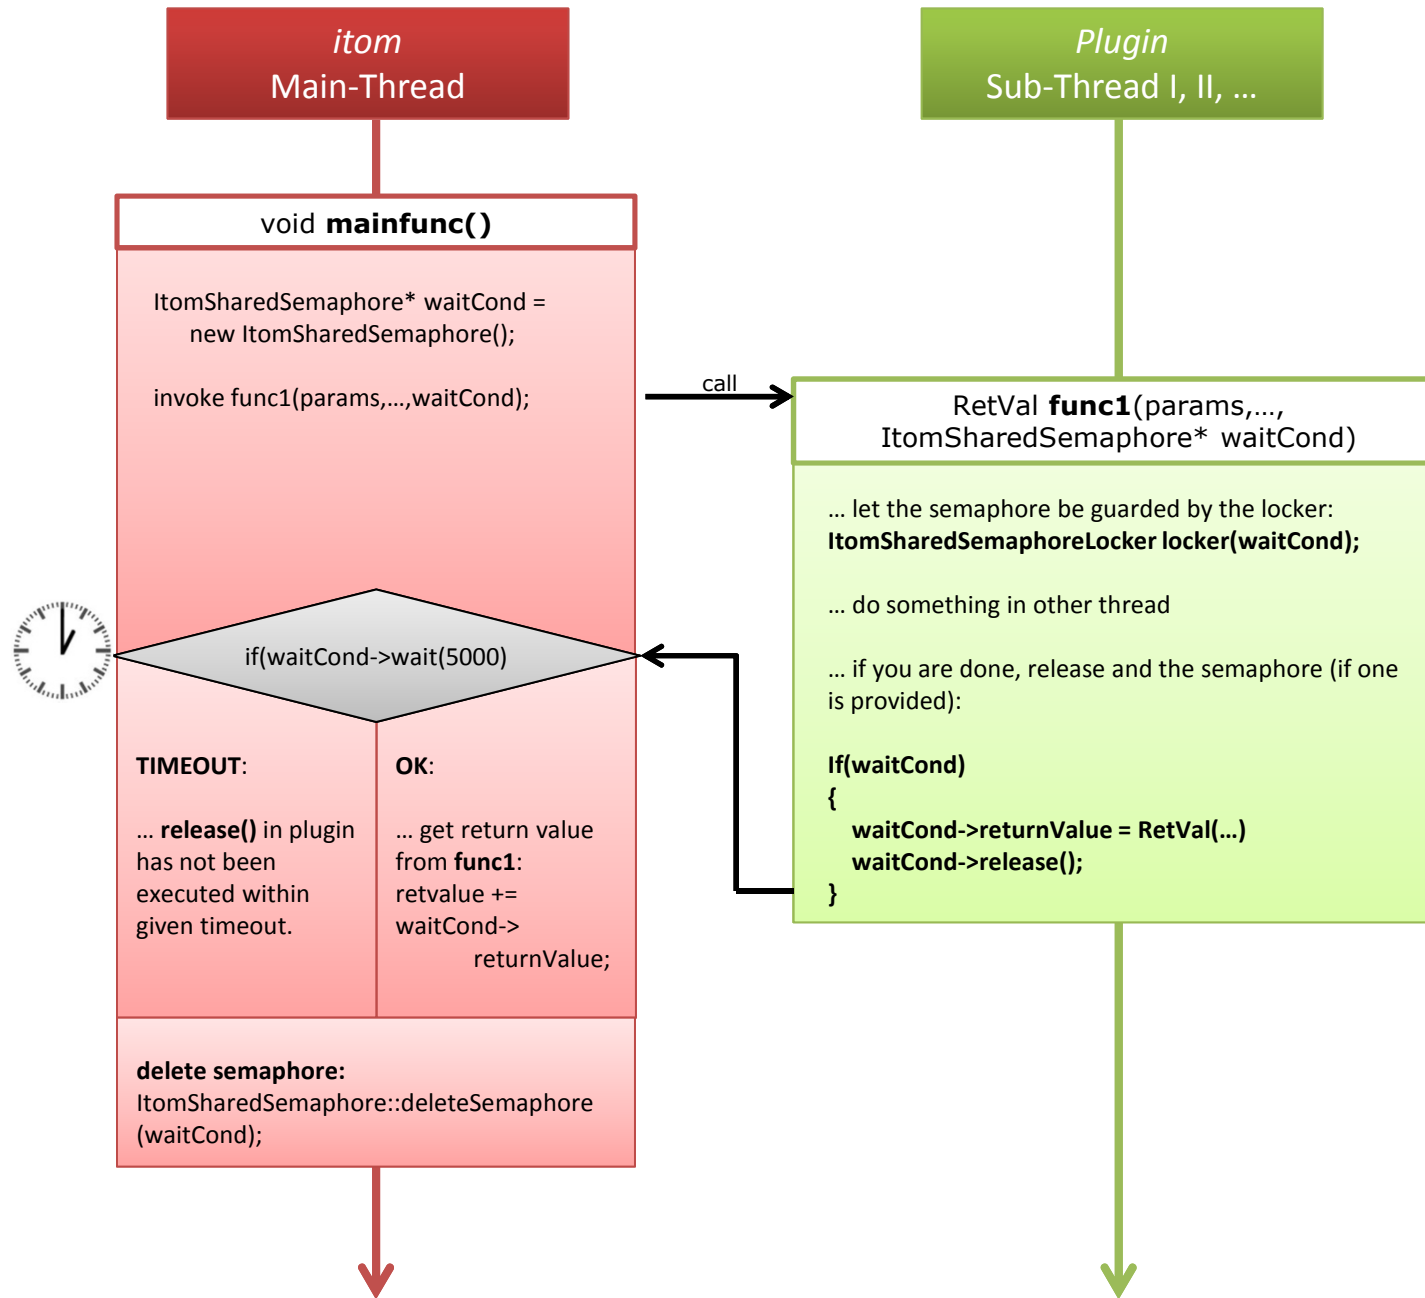 itom
Main-Thread
Plugin
Sub-Thread I, II, …
void mainfunc()
ItomSharedSemaphore* waitCond =
new ItomSharedSemaphore();
invoke func1(params,…,waitCond);
call
RetVal func1(params,…,
ItomSharedSemaphore* waitCond)
… let the semaphore be guarded by the locker:
ItomSharedSemaphoreLocker locker(waitCond);
… do something in other thread
… if you are done, release and the semaphore (if one
is provided):
If(waitCond)
{
waitCond->returnValue = RetVal(…)
waitCond->release();
}
if(waitCond->wait(5000)
TIMEOUT:
… release() in plugin
has not been
executed within
given timeout.
OK:
… get return value
from func1:
retvalue +=
waitCond->
returnValue;
delete semaphore:
ItomSharedSemaphore::deleteSemaphore
(waitCond);